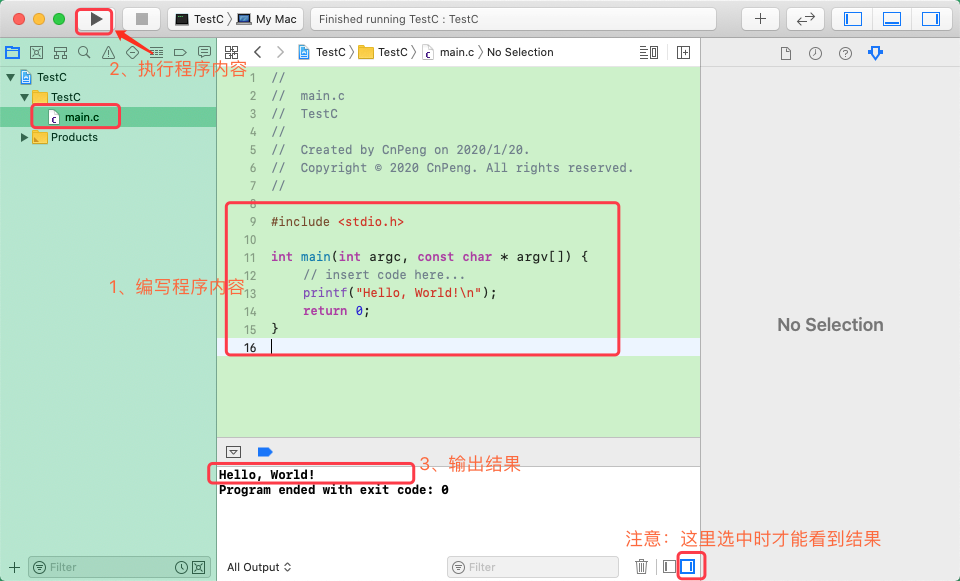 TestC
My Mac
Finished running TestC : TestC
TestC
TestC
main.c
No Selection
2、执行程序内容
TestC
TestC
main.c
Products
1 //
2 // main.c
3 // TestC
4 //
5 // Created by CnPeng on 2020/1/20.
6 // Copyright © 2020 CnPeng. All rights reserved.
7 //
8
9 #include <stdio.h>
10
11 int main(int argc, const char * argv[]) {
12 // insert code here...
1、编写程序内容
13 printf("Hello, World!\n");
14 return 0;
15 }
16
No Selection
3、输出结果
Hello, World!
Program ended with exit code: 0
注意：这里选中时才能看到结果
Filter
All Output
Filter